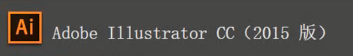 Ai Adobe Illustrator CC（2015 版）